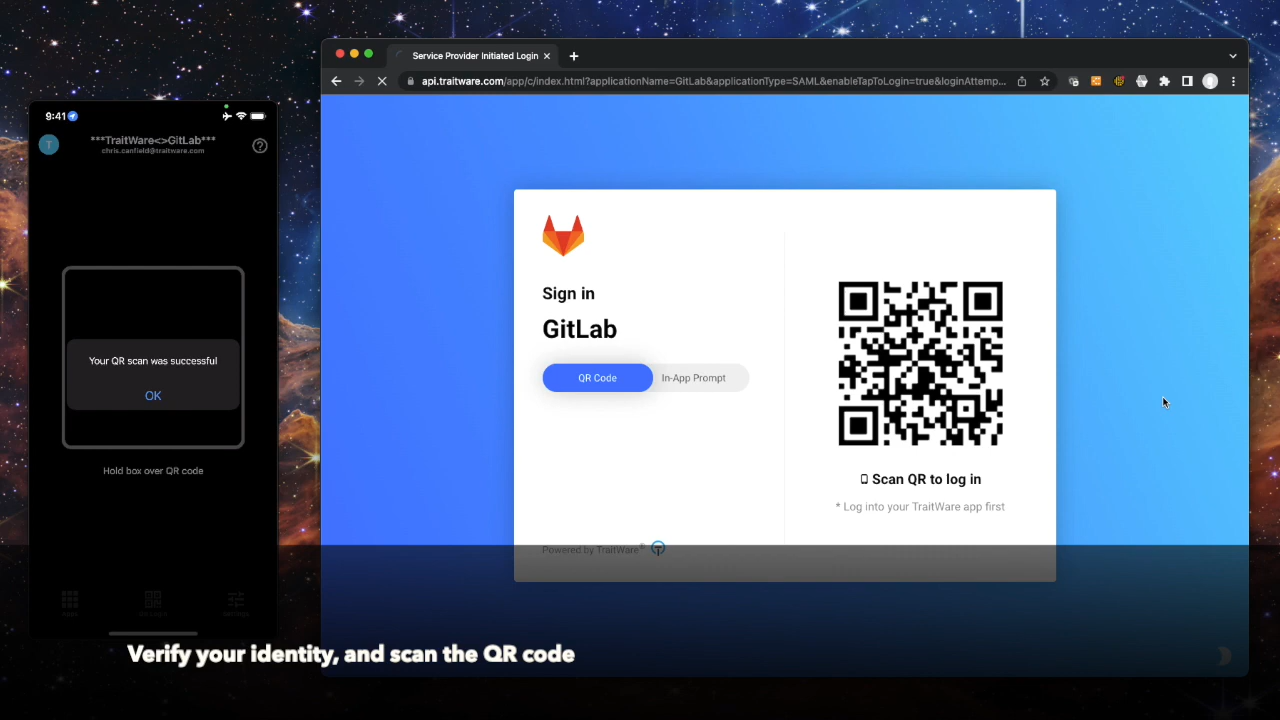 Service Provider Initiated Login
api.traitware.com/app/c/index.html?applicationName=GitLab&applicationType=SAML&enableTapToLogin=true&loginAttemp...
9:41
T
***TraitWare<>GitLab***
chris.canfield@traitware.com
Your QR scan was successful
OK
Hold box over QR code
Sign in
GitLab
QR Code
In-App Prompt
Scan QR to log in
* Log into your TraitWare app first
Powered by TraitWare®
Verify your identity, and scan the QR code